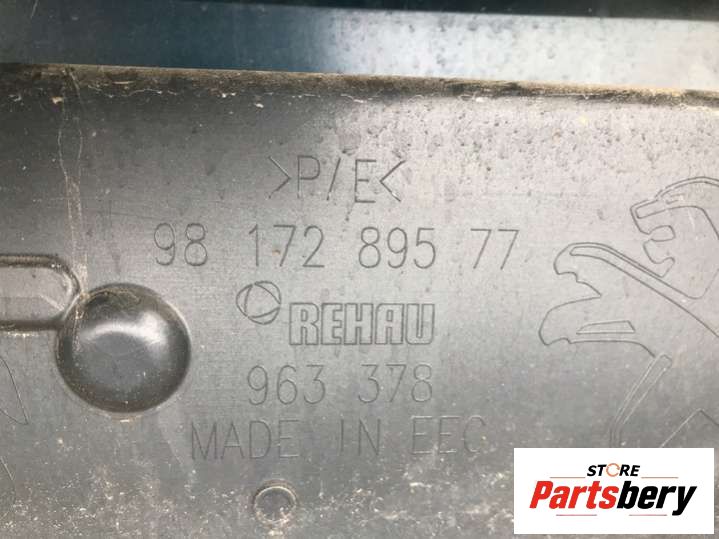 >P/E<
98 172 895 77
REHAU
963 378
MADE IN EEC
STORE
Partsbery